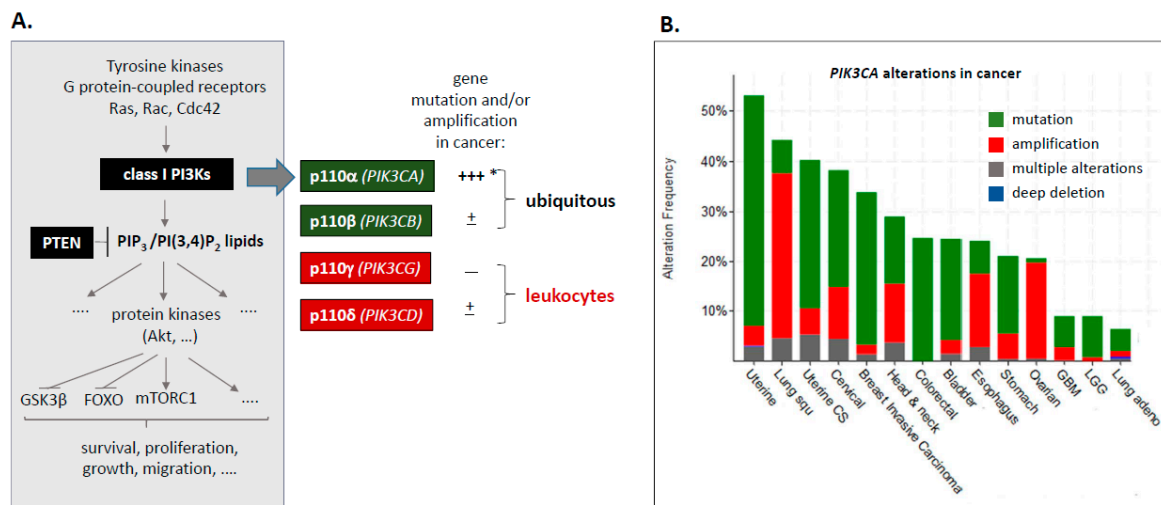 A.
Tyrosine kinases
G protein-coupled receptors
Ras, Rac, Cdc42
class I PI3Ks
PTEN
PIP3/PI(3,4)P2 lipids
.... ....
protein kinases
(Akt, ...)
GSK3β FOXO mTORC1 ....
survival, proliferation,
growth, migration, ....
gene
mutation and/or
amplification
in cancer:
p110α (PIK3CA) +++ *
p110β (PIK3CB) ±
ubiquitous
p110γ (PIK3CG) —
p110δ (PIK3CD) ±
leukocytes
B.
PIK3CA alterations in cancer
mutation
amplification
multiple alterations
deep deletion
Alteration Frequency
50%
40%
30%
20%
10%
Uterine
Lung squ
Uterine CS
Cervical
Breast Invasive Carcinoma
Head & neck
Colorectal
Bladder
Esophagus
Stomach
Ovarian
GBM
LGG
Lung adeno